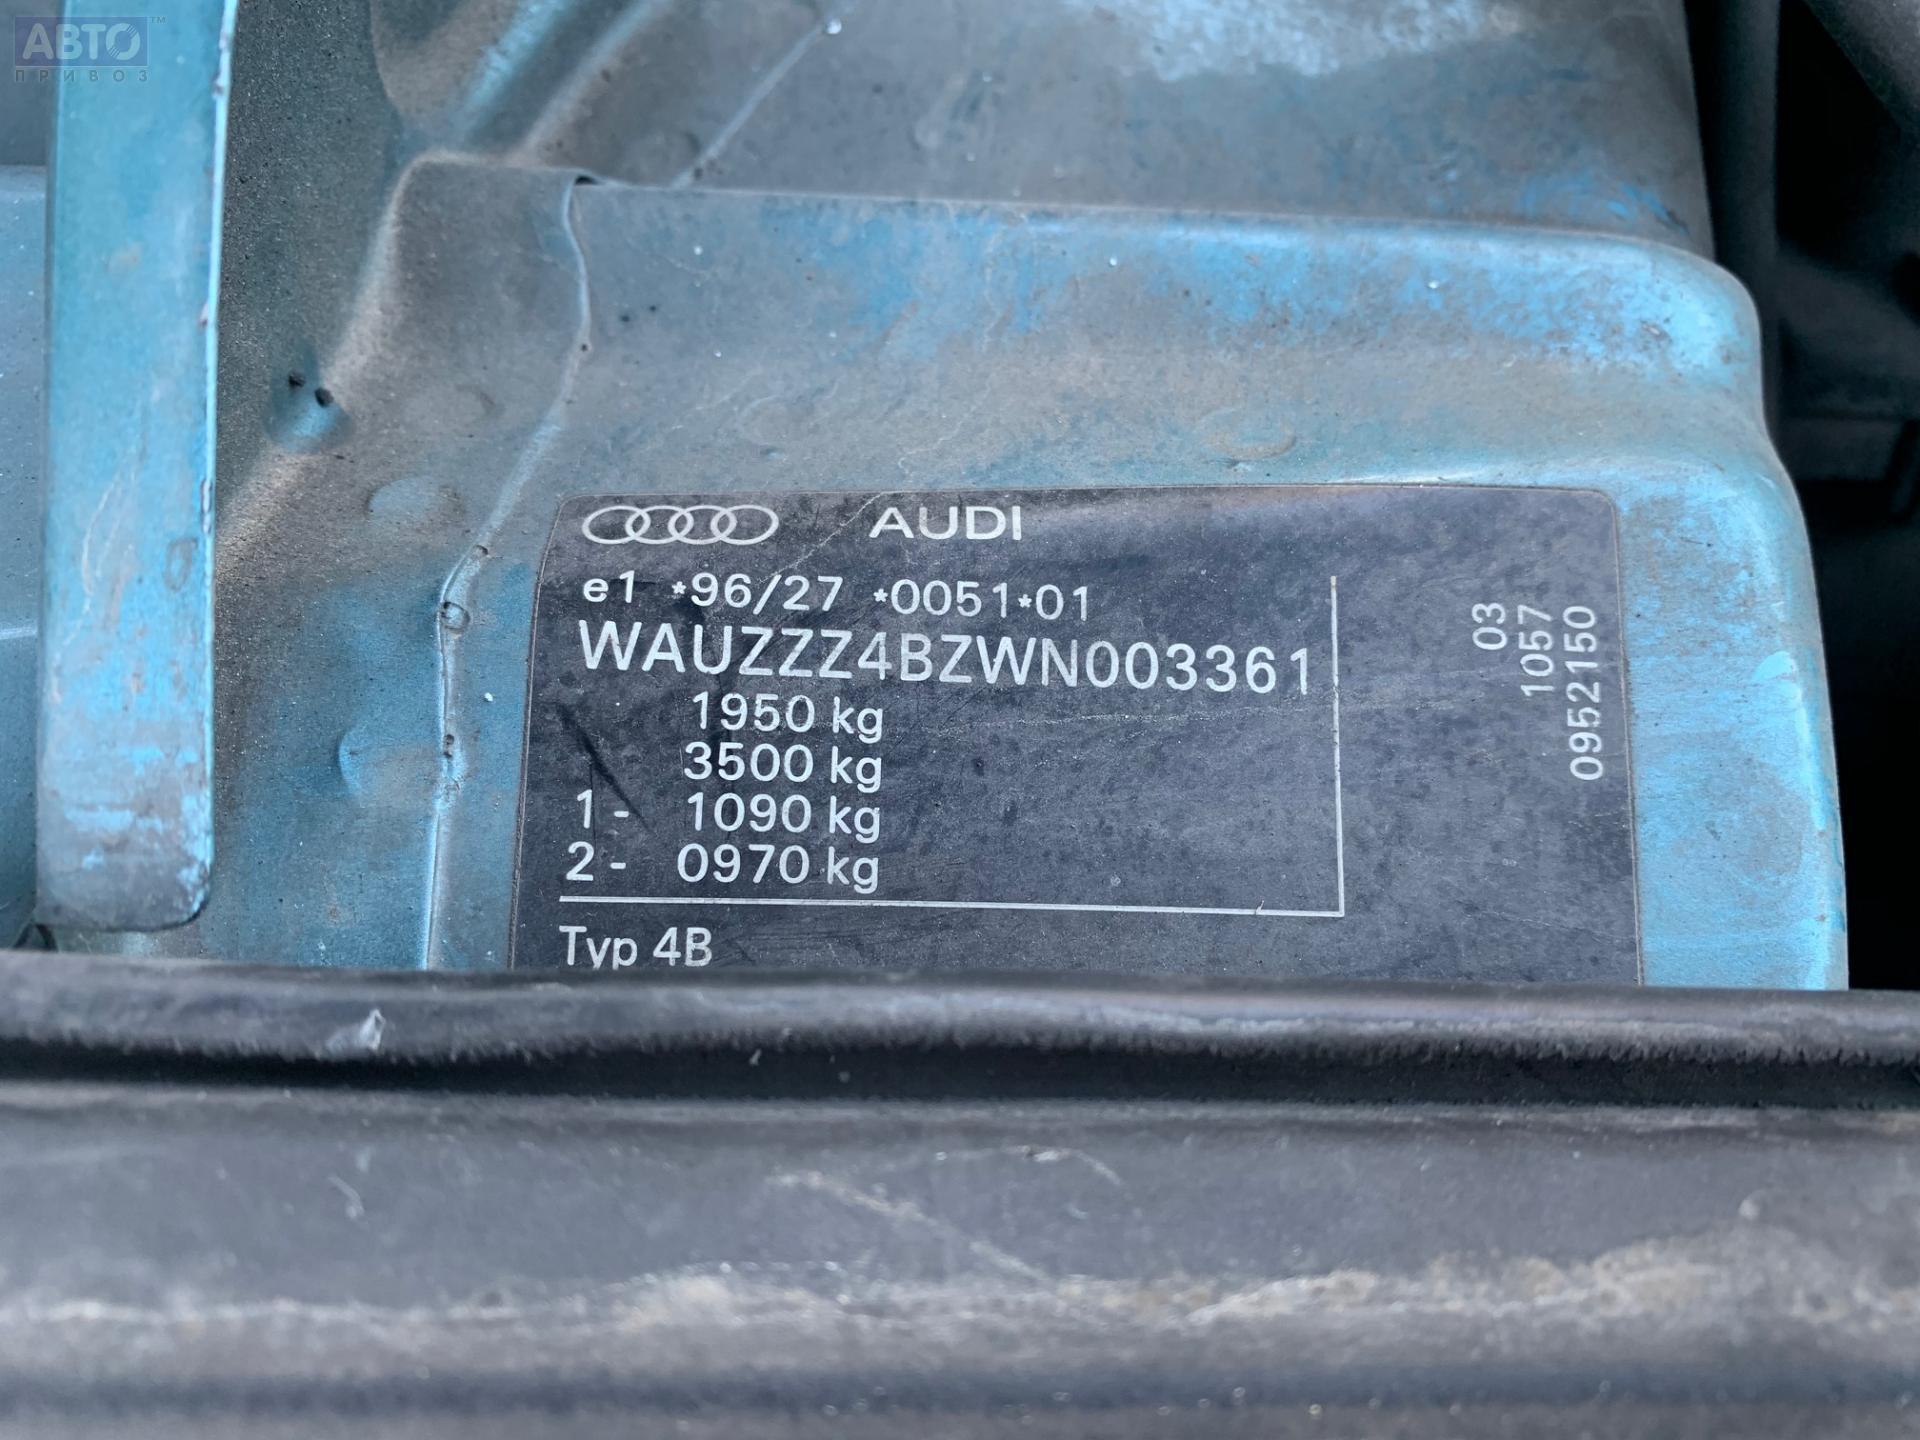 АВТО™
ПРИВОЗ
AUDI
e1 *96/27 *0051*01
WAUZZZ4BZWN003361
1950 kg
3500 kg
1- 1090 kg
2- 0970 kg
Typ 4B
03
1057
0952150